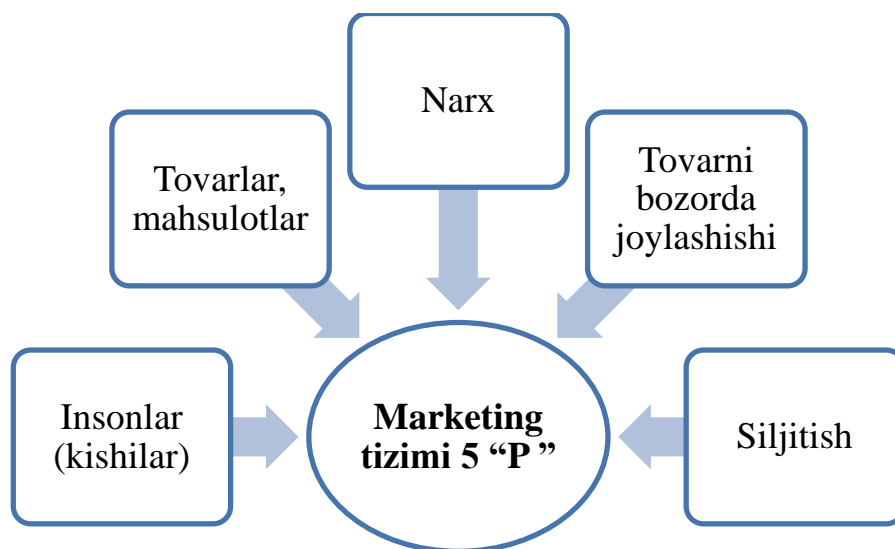 Narx
Tovarlar,
mahsulotlar
Tovarni
bozorda
joylashishi
Insonlar
(kishilar)
Marketing
tizimi 5 “P ”
Siljitish